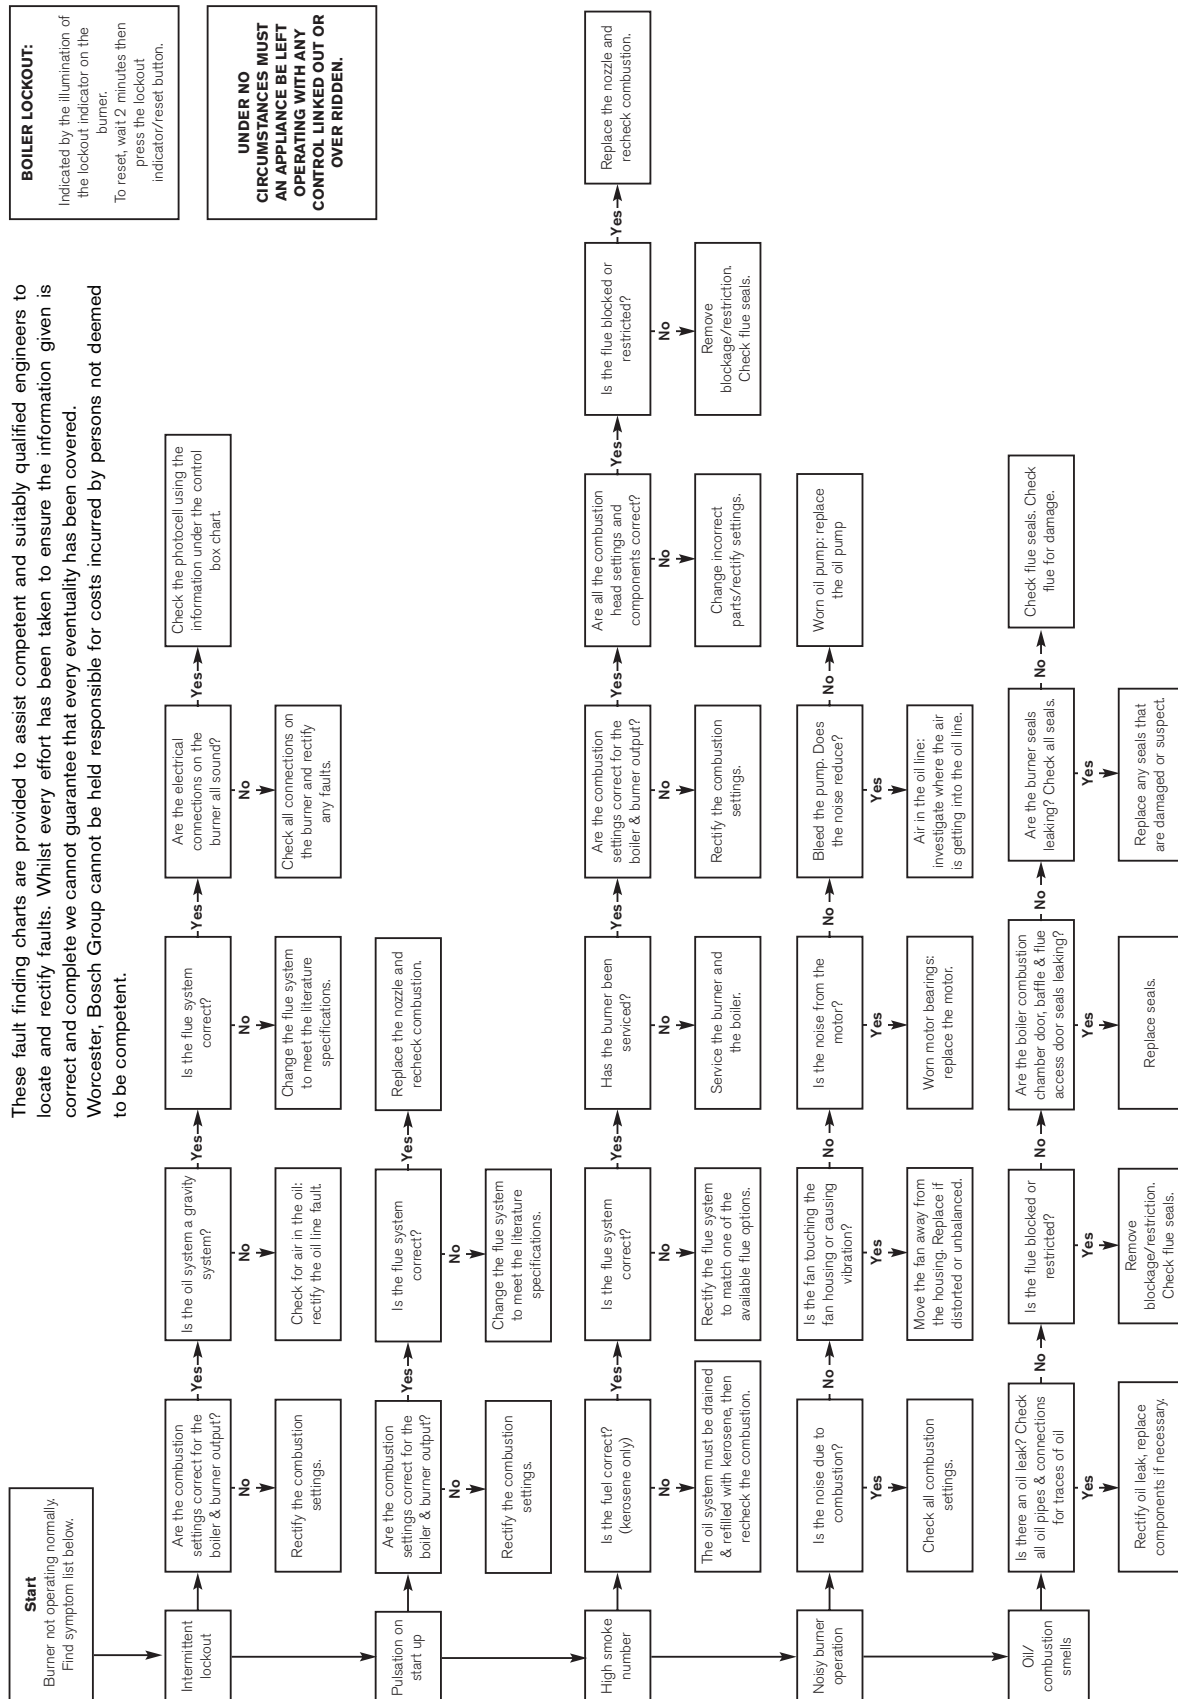 These fault finding charts are provided to assist competent and suitably qualified engineers to
locate and rectify faults. Whilst every effort has been taken to ensure the information given is
correct and complete we cannot guarantee that every eventuality has been covered.
Worcester, Bosch Group cannot be held responsible for costs incurred by persons not deemed
to be competent.
BOILER LOCKOUT:
Indicated by the illumination of
the lockout indicator on the
burner.
To reset, wait 2 minutes then
press the lockout
indicator/reset button.
UNDER NO
CIRCUMSTANCES MUST
AN APPLIANCE BE LEFT
OPERATING WITH ANY
CONTROL LINKED OUT OR
OVER RIDDEN.
Start
Burner not operating normally.
Find symptom list below.
Intermittent
lockout
Are the combustion
settings correct for the
boiler & burner output?
Yes
Is the oil system a gravity
system?
Yes
Is the flue system
correct?
Yes
Are the electrical
connections on the
burner all sound?
Yes
Check the photocell using the
information under the control
box chart.
No
Rectify the combustion
settings.
No
Check for air in the oil:
rectify the oil line fault.
No
Change the flue system
to meet the literature
specifications.
No
Check all connections on
the burner and rectify
any faults.
Pulsation on
start up
Are the combustion
settings correct for the
boiler & burner output?
Yes
Is the flue system
correct?
Yes
Replace the nozzle and
recheck combustion.
No
Rectify the combustion
settings.
No
Change the flue system
to meet the literature
specifications.
High smoke
number
Is the fuel correct?
(kerosene only)
Yes
Is the flue system
correct?
Yes
Has the burner been
serviced?
Yes
Are the combustion
settings correct for the
boiler & burner output?
Yes
Are all the combustion
head settings and
components correct?
Yes
Is the flue blocked or
restricted?
Yes
Replace the nozzle and
recheck combustion.
No
The oil system must be drained
& refilled with kerosene, then
recheck the combustion.
No
Rectify the flue system
to match one of the
available flue options.
No
Service the burner and
the boiler.
No
Rectify the combustion
settings.
No
Change incorrect
parts/rectify settings.
No
Remove
blockage/restriction.
Check flue seals.
Noisy burner
operation
Is the noise due to
combustion?
No
Is the fan touching the
fan housing or causing
vibration?
No
Is the noise from the
motor?
No
Bleed the pump. Does
the noise reduce?
No
Worn oil pump: replace
the oil pump
Yes
Check all combustion
settings.
Yes
Move the fan away from
the housing. Replace if
distorted or unbalanced.
Yes
Worn motor bearings:
replace the motor.
Yes
Air in the oil line:
investigate where the air
is getting into the oil line.
Oil/
combustion
smells
Is there an oil leak? Check
all oil pipes & connections
for traces of oil
No
Is the flue blocked or
restricted?
No
Are the boiler combustion
chamber door, baffle & flue
access door seals leaking?
No
Are the burner seals
leaking? Check all seals.
No
Check flue seals. Check
flue for damage.
Yes
Rectify oil leak, replace
components if necessary.
Yes
Remove
blockage/restriction.
Check flue seals.
Yes
Replace seals.
Yes
Replace any seals that
are damaged or suspect.